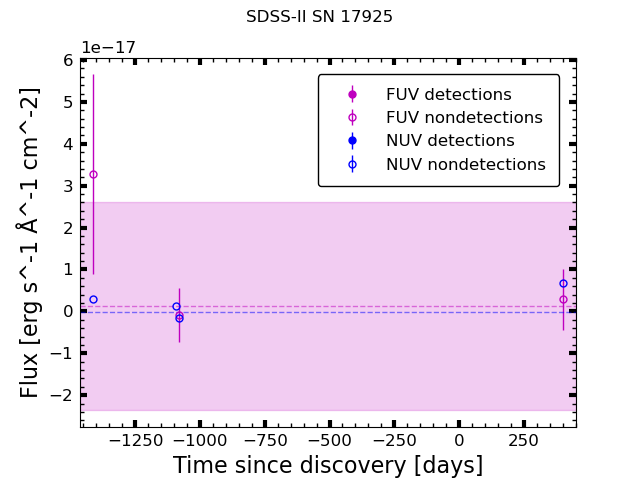 SDSS-II SN 17925
1e−17
FUV detections
FUV nondetections
NUV detections
NUV nondetections
6
5
4
3
2
1
0
−1
−2
Flux [erg s^-1 Å^-1 cm^-2]
−1250 −1000 −750 −500 −250 0 250
Time since discovery [days]